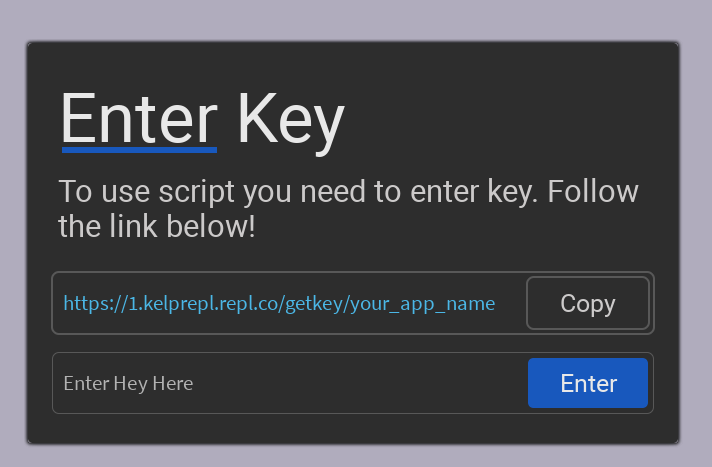 Enter Key
To use script you need to enter key. Follow
the link below!
https://1.kelprepl.repl.co/getkey/your_app_name
Copy
Enter Hey Here
Enter